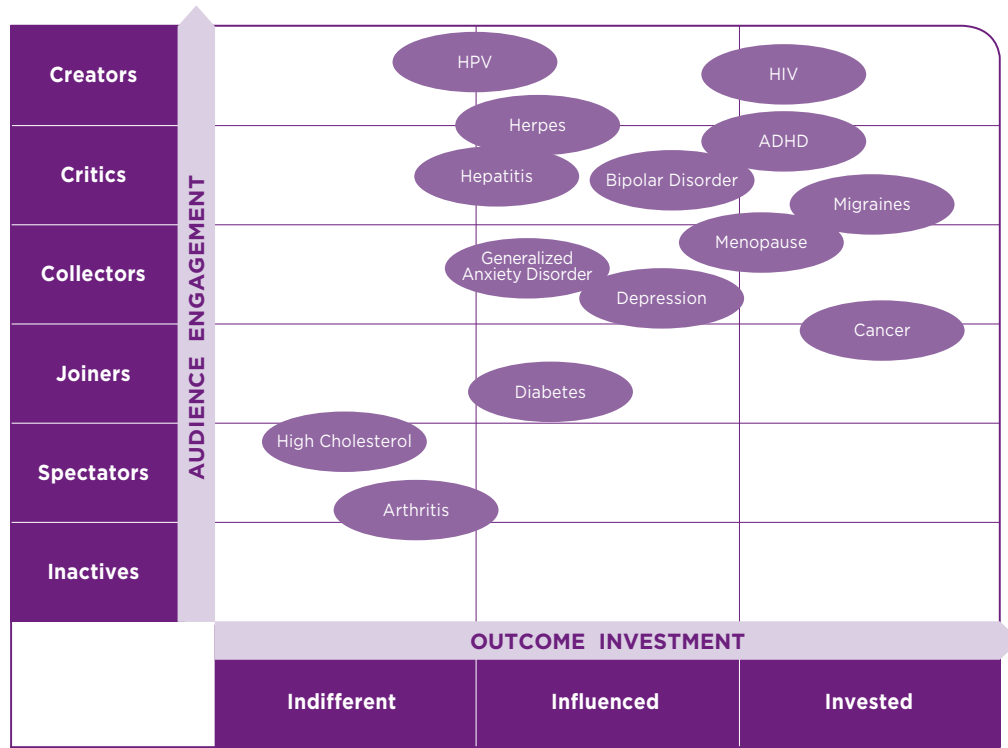 Creators
Critics
Collectors
Joiners
Spectators
Inactives
AUDIENCE ENGAGEMENT
HPV
HIV
Herpes
ADHD
Hepatitis
Bipolar Disorder
Migraines
Menopause
Generalized
Anxiety Disorder
Depression
Cancer
Diabetes
High Cholesterol
Arthritis
OUTCOME INVESTMENT
Indifferent
Influenced
Invested